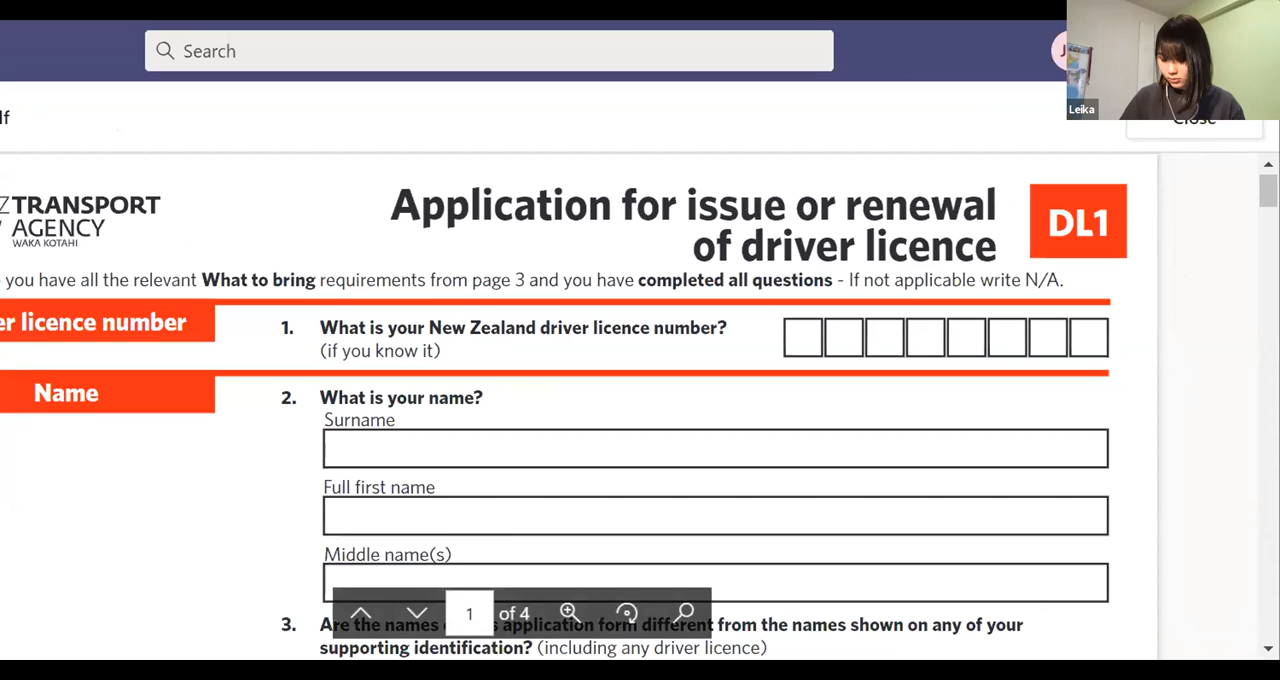 Search
J
Leika
lf
Close
TRANSPORT
AGENCY
WAKA KOTAHI
Application for issue or renewal
of driver licence
DL1
you have all the relevant What to bring requirements from page 3 and you have completed all questions - If not applicable write N/A.
er licence number
1. What is your New Zealand driver licence number?
(if you know it)
Name
2. What is your name?
Surname
Full first name
Middle name(s)
1 of 4
3. Are the names application form different from the names shown on any of your
supporting identification? (including any driver licence)